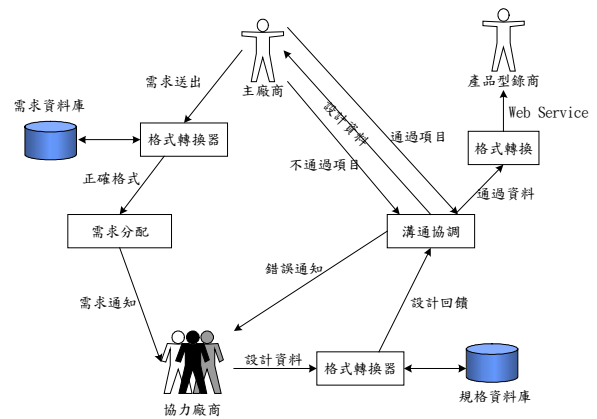 需求送出
主廠商
產品型錄商
需求資料庫
Web Service
格式轉換器
設計資料
通過項目
格式轉換
正確格式
不通過項目
通過資料
需求分配
溝通協調
錯誤通知
需求通知
設計回饋
設計資料
格式轉換器
協力廠商
規格資料庫